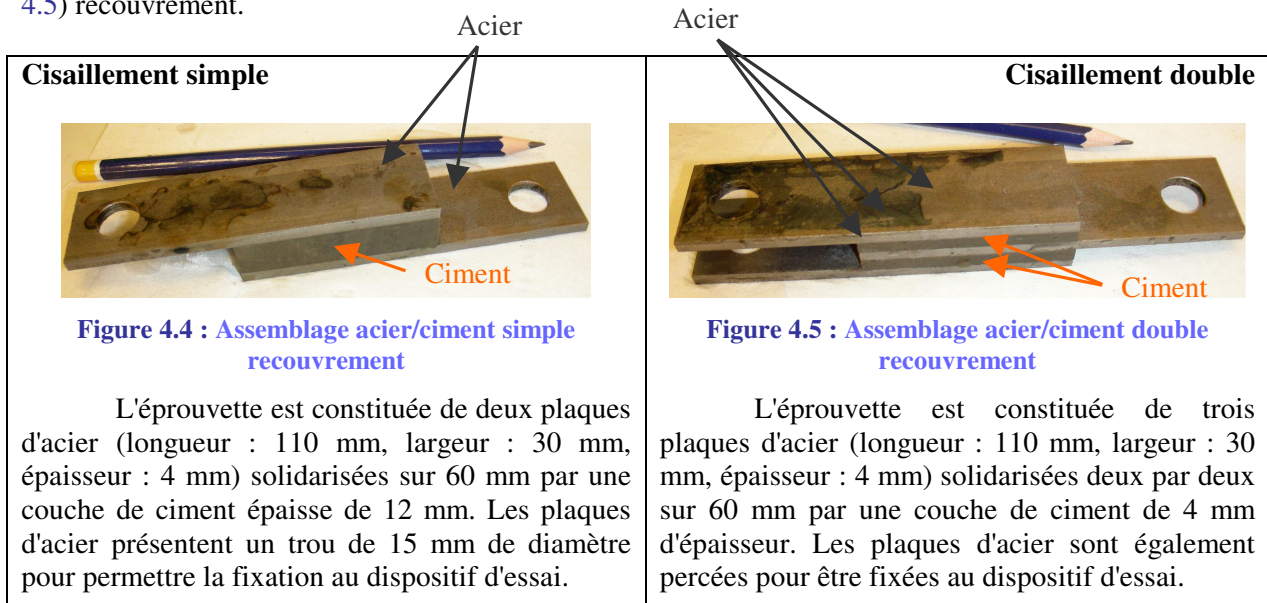 4.5) recouvrement.
Acier
Acier
Cisaillement simple
Ciment
Figure 4.4 : Assemblage acier/ciment simple
recouvrement
L'éprouvette est constituée de deux plaques
d'acier (longueur : 110 mm, largeur : 30 mm,
épaisseur : 4 mm) solidarisées sur 60 mm par une
couche de ciment épaisse de 12 mm. Les plaques
d'acier présentent un trou de 15 mm de diamètre
pour permettre la fixation au dispositif d'essai.
Cisaillement double
Ciment
Figure 4.5 : Assemblage acier/ciment double
recouvrement
L'éprouvette est constituée de trois
plaques d'acier (longueur : 110 mm, largeur : 30
mm, épaisseur : 4 mm) solidarisées deux par deux
sur 60 mm par une couche de ciment de 4 mm
d'épaisseur. Les plaques d'acier sont également
percées pour être fixées au dispositif d'essai.